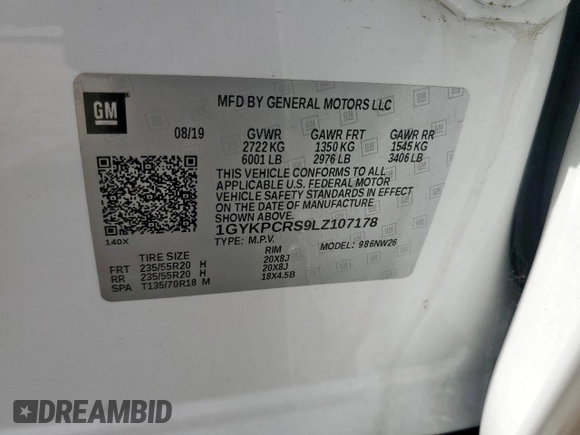 GM
MFD BY GENERAL MOTORS LLC
08/19 GVWR GAWR FRT GAWR RR
2722 KG 1350 KG 1545 KG
6001 LB 2976 LB 3406 LB
THIS VEHICLE CONFORMS TO ALL
APPLICABLE U.S. FEDERAL MOTOR
VEHICLE SAFETY STANDARDS IN EFFECT
ON THE DATE OF MANUFACTURE
SHOWN ABOVE.
1GYKPCRS9LZ107178
TYPE: M.P.V. MODEL: 986NW26
140X
TIRE SIZE RIM
FRT 235/55R20 H 20X8J
RR 235/55R20 H 20X8J
SPA T135/70R18 M 18X4.5B
DREAMBID